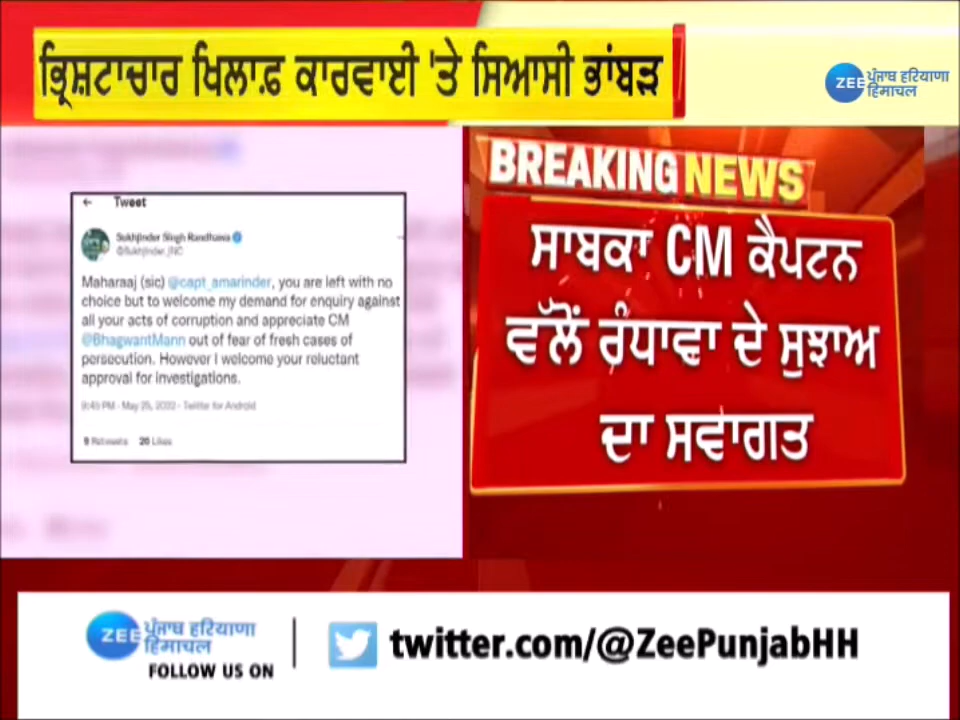 ਭ੍ਰਿਸ਼ਟਾਚਾਰ ਖਿਲਾਫ਼ ਕਾਰਵਾਈ 'ਤੇ ਸਿਆਸੀ ਭਾਂਬੜ
ZEE ਪੰਜਾਬ ਹਰਿਆਣਾ
ਹਿਮਾਚਲ
BREAKING NEWS
ਸਾਬਕਾ CM ਕੈਪਟਨ
ਵੱਲੋਂ ਰੰਧਾਵਾ ਦੇ ਸੁਝਾਅ
ਦਾ ਸਵਾਗਤ
← Tweet
Sukhjinder Singh Randhawa
@Sukhjinder_INC
Maharaaj (sic) @capt_amarinder, you are left with no
choice but to welcome my demand for enquiry against
all your acts of corruption and appreciate CM
@BhagwantMann out of fear of fresh cases of
persecution. However I welcome your reluctant
approval for investigations.
9:45 PM · May 25, 2022 · Twitter for Android
9 Retweets 20 Likes
ZEE ਪੰਜਾਬ ਹਰਿਆਣਾ
ਹਿਮਾਚਲ
FOLLOW US ON
twitter.com/@ZeePunjabHH